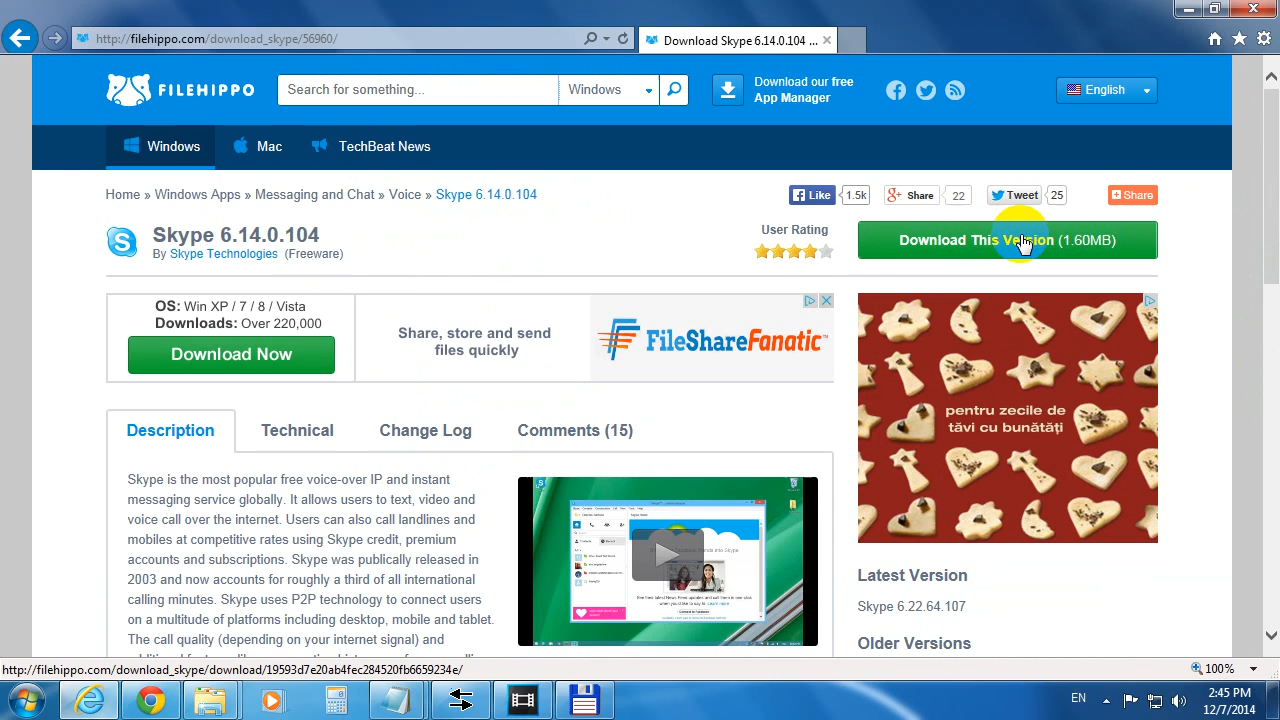 http://filehippo.com/download_skype/56960/
Download Skype 6.14.0.104 ...
FILEHIPPO
Search for something...
Windows
Download our free
App Manager
English
Windows
Mac
TechBeat News
Home » Windows Apps » Messaging and Chat » Voice » Skype 6.14.0.104
Like
1.5k
Share
22
Tweet
25
Share
Skype 6.14.0.104
By Skype Technologies (Freeware)
User Rating
Download This Version (1.60MB)
OS: Win XP / 7 / 8 / Vista
Downloads: Over 220,000
Download Now
Share, store and send
files quickly
FileShareFanatic™
pentru zecile de
tăvi cu bunătăți
Description
Technical
Change Log
Comments (15)
Skype is the most popular free voice-over IP and instant
messaging service globally. It allows users to text, video and
voice call over the internet. Users can also call landlines and
mobiles at competitive rates using Skype credit, premium
accounts and subscriptions. Skype was publically released in
2003 and now accounts for roughly a third of all international
calling minutes. Skype uses P2P technology to connect users
on a multitude of platforms including desktop, mobile and tablet.
The call quality (depending on your internet signal) and
Latest Version
Skype 6.22.64.107
Older Versions
http://filehippo.com/download_skype/download/19593d7e20ab4fec284520fb6659234e/
100%
EN
2:45 PM
12/7/2014